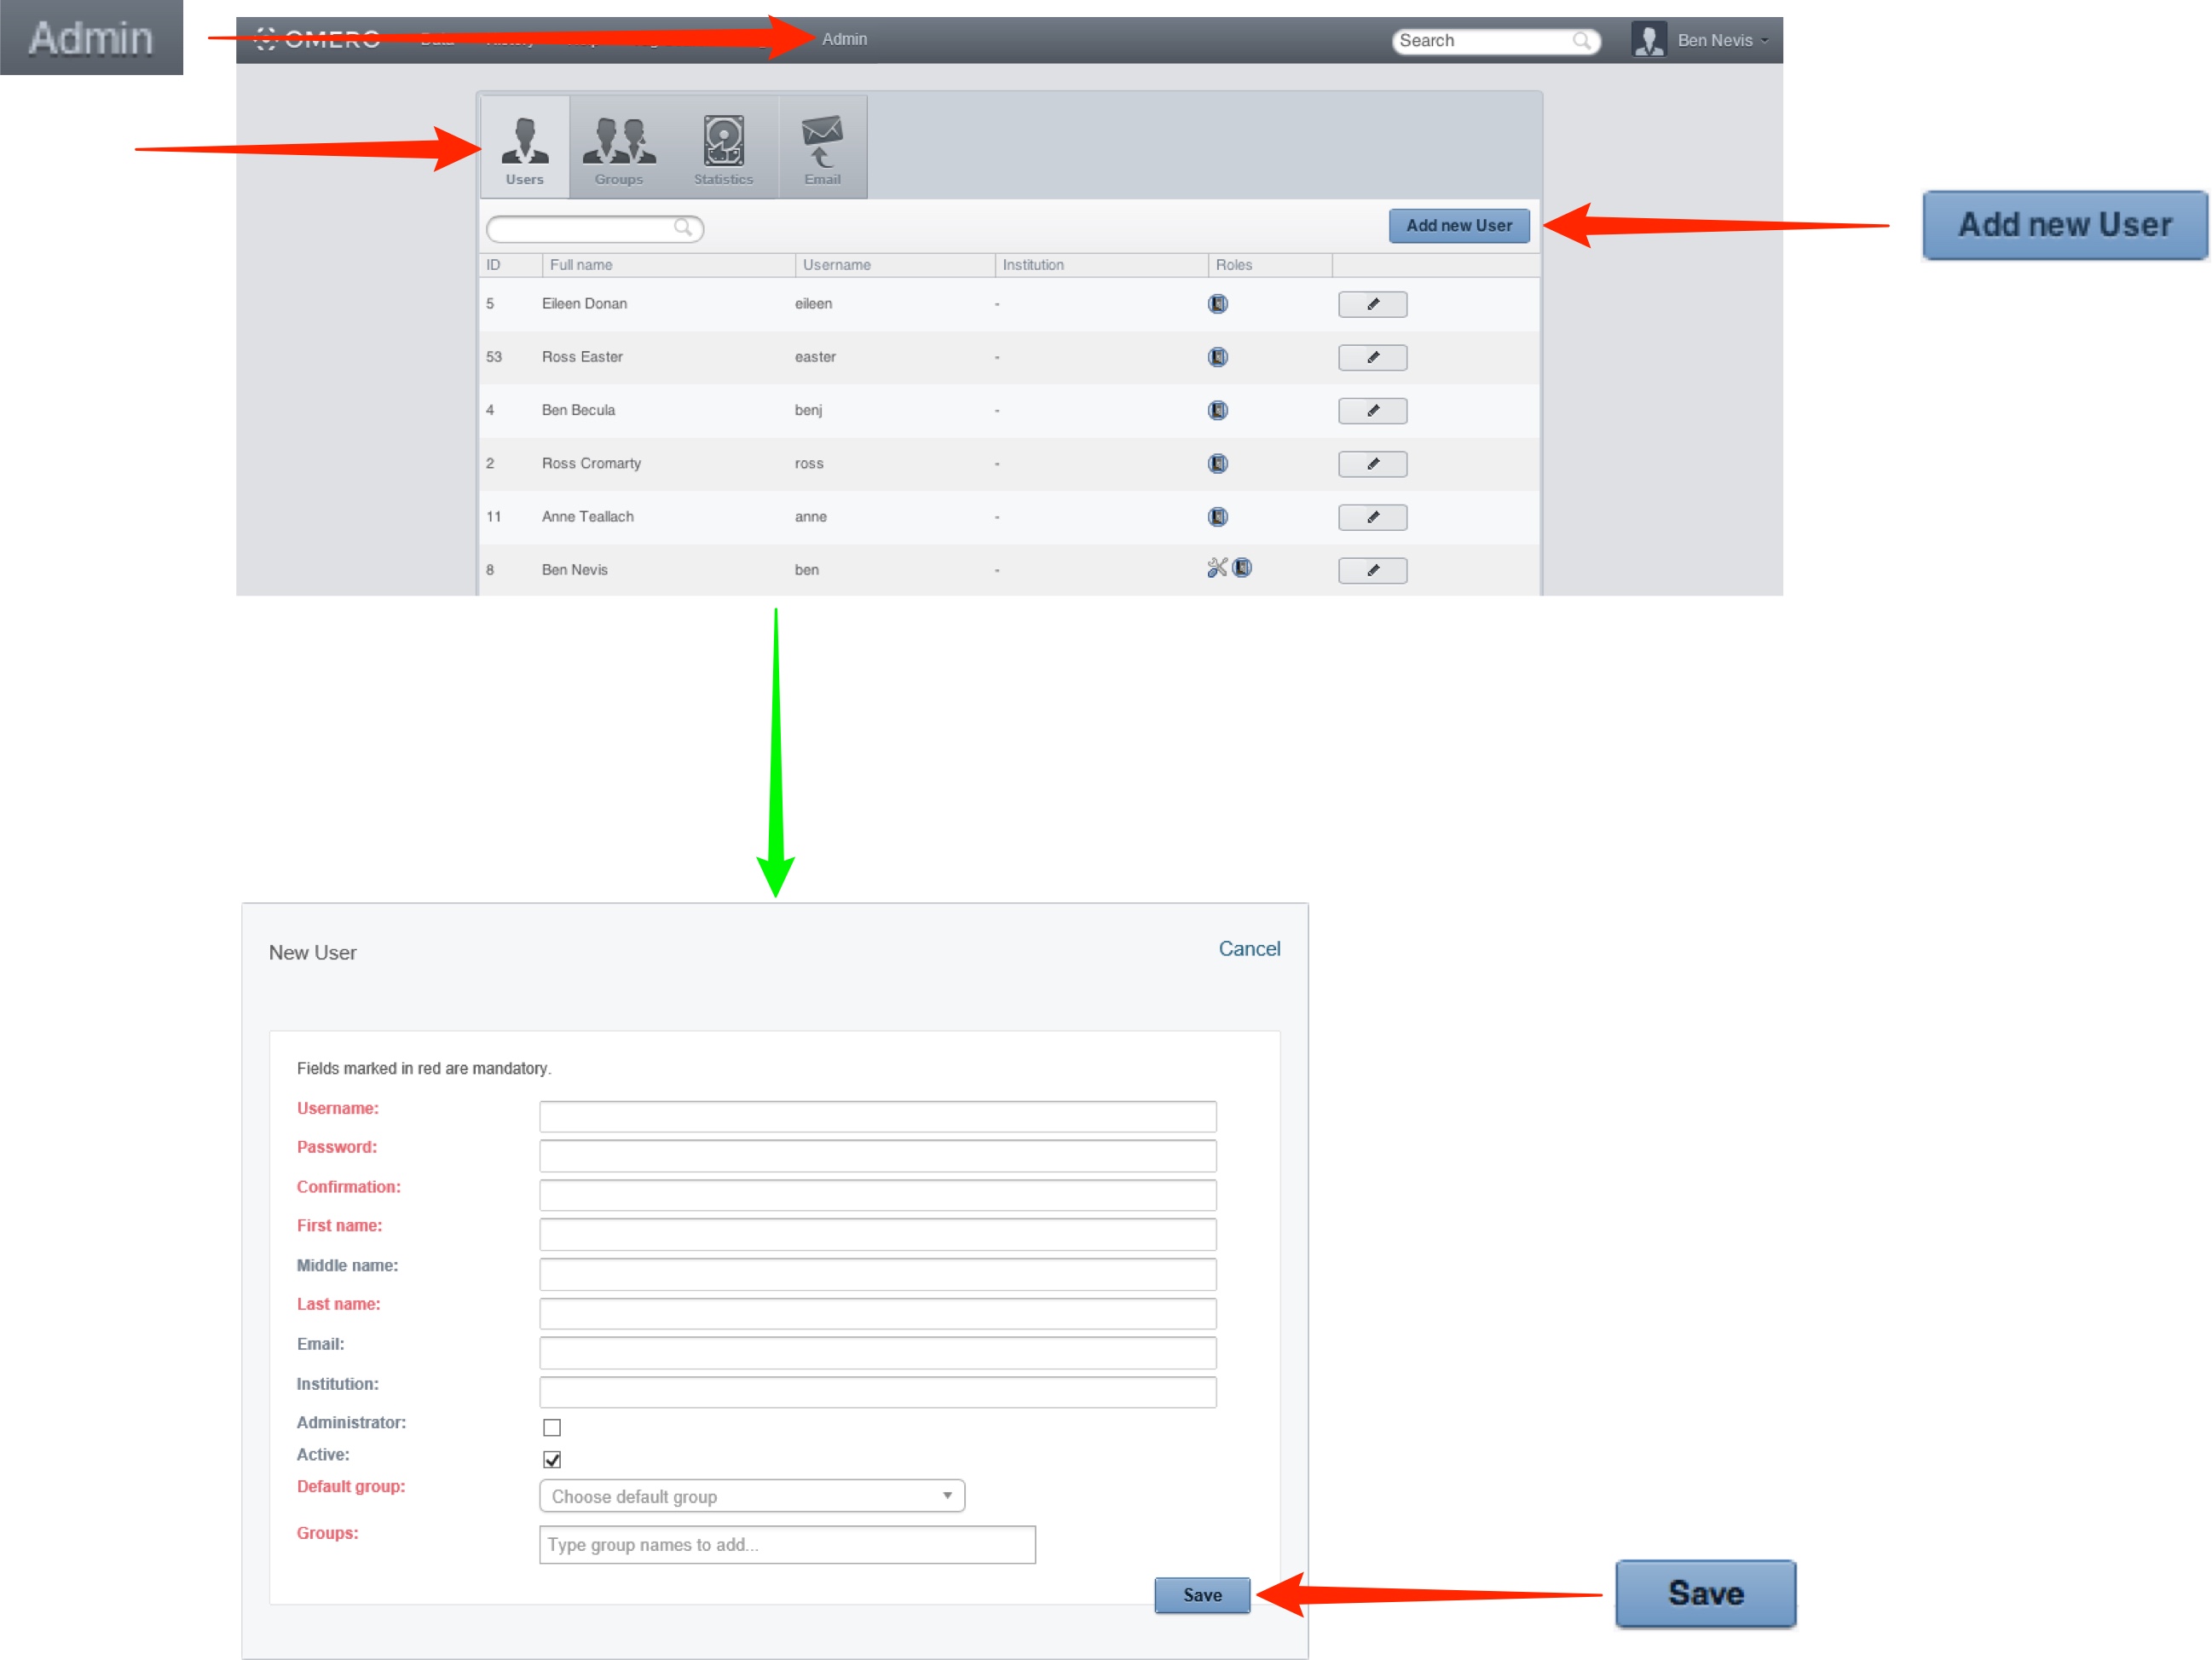 Admin
OMERO Admin Search Ben Nevis
Users Groups Statistics Email
Add new User
Add new User
ID Full name Username Institution Roles
5 Eileen Donan eileen -
53 Ross Easter easter -
4 Ben Becula benj -
2 Ross Cromarty ross -
11 Anne Teallach anne -
8 Ben Nevis ben -
New User Cancel
Fields marked in red are mandatory.
Username:
Password:
Confirmation:
First name:
Middle name:
Last name:
Email:
Institution:
Administrator:
Active:
Default group: Choose default group
Groups: Type group names to add...
Save
Save